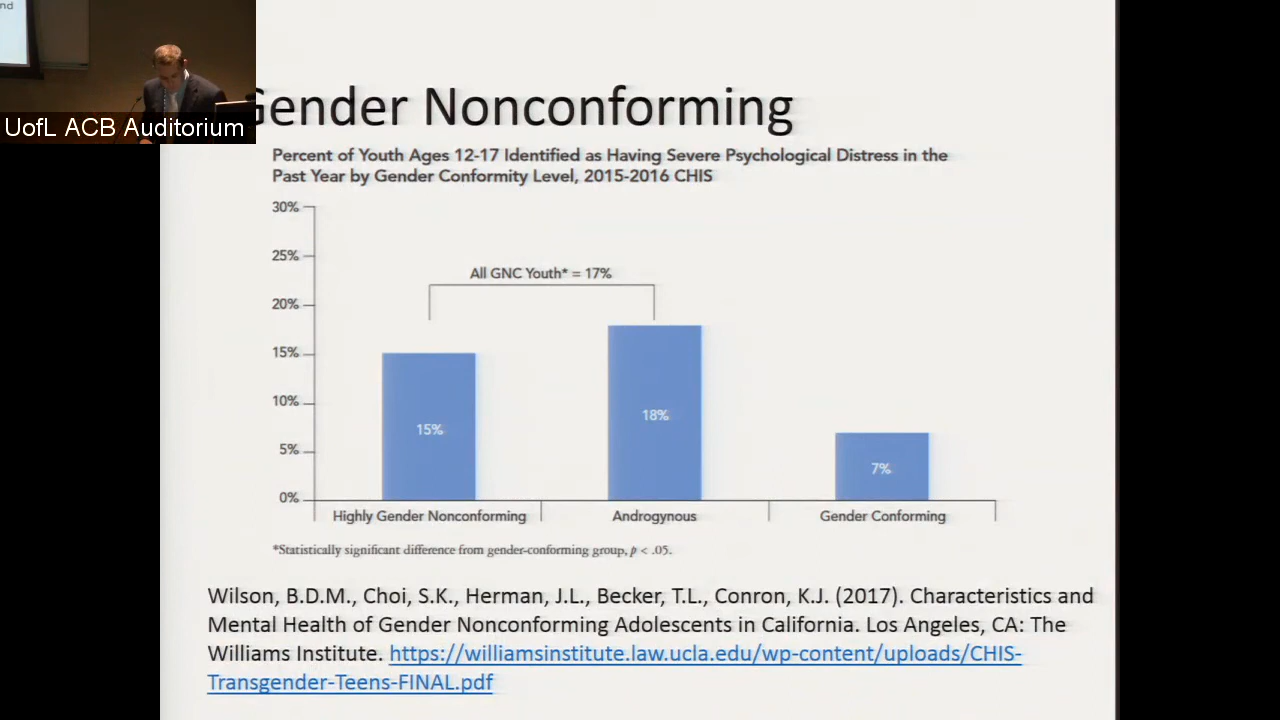 nd
UofL ACB Auditorium
Gender Nonconforming
Percent of Youth Ages 12-17 Identified as Having Severe Psychological Distress in the
Past Year by Gender Conformity Level, 2015-2016 CHIS
30%
25%
20%
15%
10%
5%
0%
All GNC Youth* = 17%
15%
18%
7%
Highly Gender Nonconforming
Androgynous
Gender Conforming
*Statistically significant difference from gender-conforming group, p < .05.
Wilson, B.D.M., Choi, S.K., Herman, J.L., Becker, T.L., Conron, K.J. (2017). Characteristics and
Mental Health of Gender Nonconforming Adolescents in California. Los Angeles, CA: The
Williams Institute. https://williamsinstitute.law.ucla.edu/wp-content/uploads/CHIS-
Transgender-Teens-FINAL.pdf